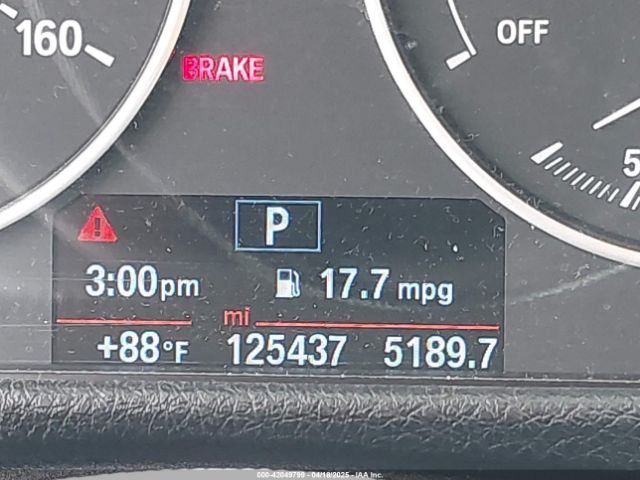 160
OFF
BRAKE
5
P
3:00pm
17.7 mpg
mi
+88°F 125437 5189.7
000-42049799 - 04/18/2025 - IAA Inc.